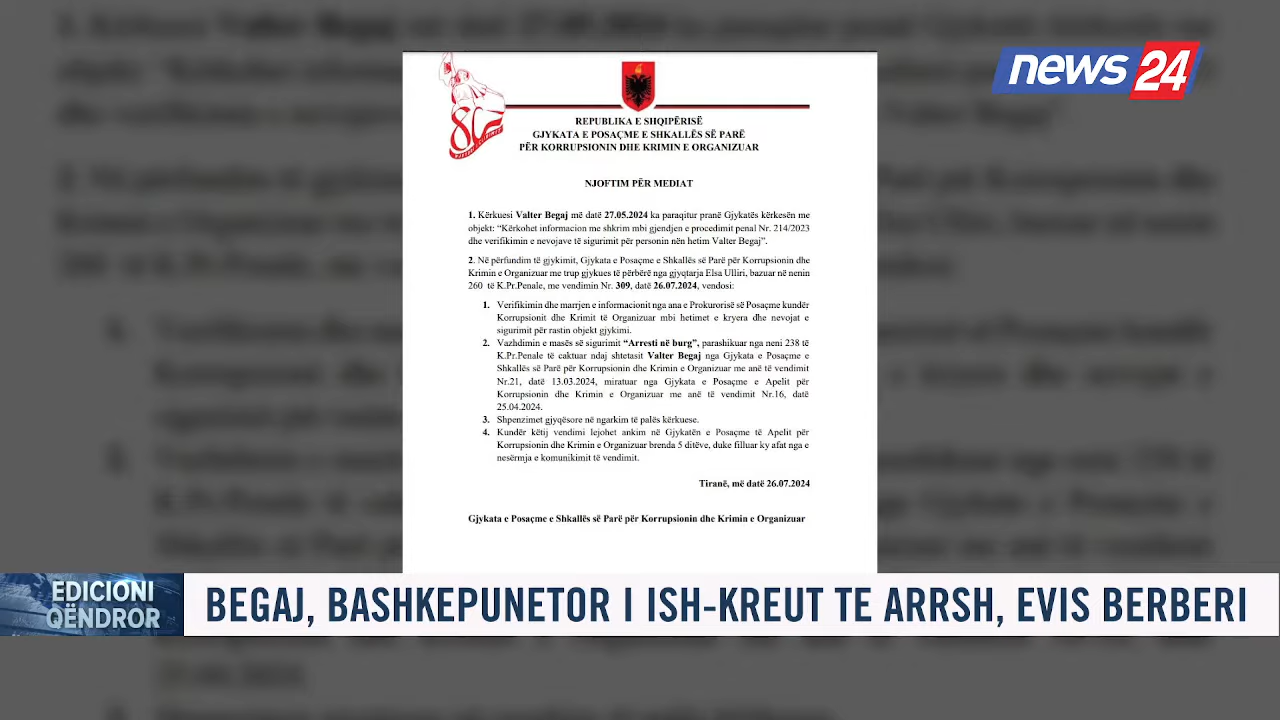 news 24
80
REPUBLIKA E SHQIPËRISË
GJYKATA E POSAÇME E SHKALLËS SË PARË
PËR KORRUPSIONIN DHE KRIMIN E ORGANIZUAR
NJOFTIM PËR MEDIAT
1. Kërkuesi Valter Begaj më datë 27.05.2024 ka paraqitur pranë Gjykatës kërkesën me
objekt: “Kërkohet informacion me shkrim mbi gjendjen e procedimit penal Nr. 214/2023
dhe verifikimin e nevojave të sigurimit për personin nën hetim Valter Begaj”.
2. Në përfundim të gjykimit, Gjykata e Posaçme e Shkallës së Parë për Korrupsionin dhe
Krimin e Organizuar me trup gjykues të përbërë nga gjyqtarja Elsa Ulliri, bazuar në nenin
260 të K.Pr.Penale, me vendimin Nr. 309, datë 26.07.2024, vendosi:
1. Verifikimin dhe marrjen e informacionit nga ana e Prokurorisë së Posaçme kundër
Korrupsionit dhe Krimit të Organizuar mbi hetimet e kryera dhe nevojat e
sigurimit për rastin objekt gjykimi.
2. Vazhdimin e masës së sigurimit “Arresti në burg”, parashikuar nga neni 238 të
K.Pr.Penale të caktuar ndaj shtetasit Valter Begaj nga Gjykata e Posaçme e
Shkallës së Parë për Korrupsionin dhe Krimin e Organizuar me anë të vendimit
Nr.21, datë 13.03.2024, miratuar nga Gjykata e Posaçme e Apelit për
Korrupsionin dhe Krimin e Organizuar me anë të vendimit Nr.16, datë
25.04.2024.
3. Shpenzimet gjyqësore në ngarkim të palës kërkuese.
4. Kundër këtij vendimi lejohet ankim në Gjykatën e Posaçme të Apelit për
Korrupsionin dhe Krimin e Organizuar brenda 5 ditëve, duke filluar ky afat nga e
nesërmja e komunikimit të vendimit.
Tiranë, më datë 26.07.2024
Gjykata e Posaçme e Shkallës së Parë për Korrupsionin dhe Krimin e Organizuar
EDICIONI
QËNDROR
BEGAJ, BASHKEPUNETOR I ISH-KREUT TE ARRSH, EVIS BERBERI